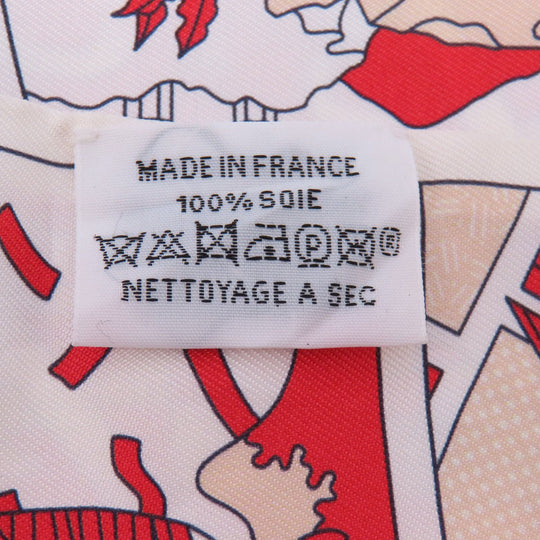 MADE IN FRANCE
100% SOIE
P ®
NETTOYAGE A SEC